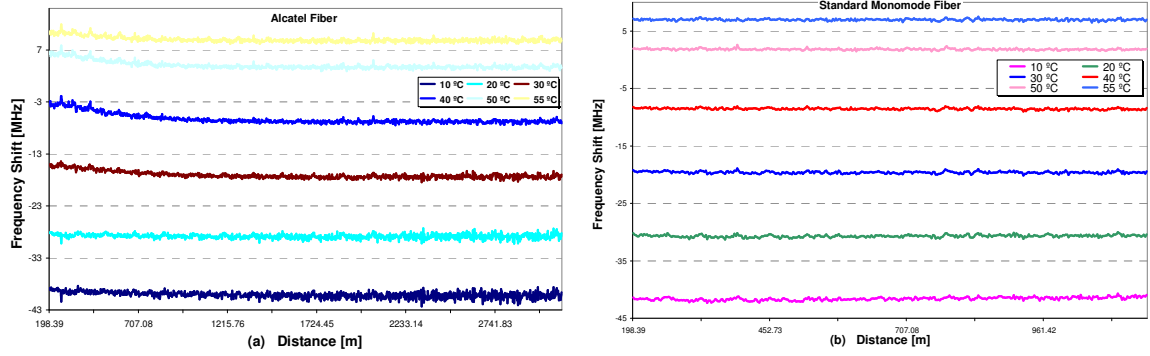 Alcatel Fiber
Frequency Shift [MHz]
7
-3
-13
-23
-33
-43
10 ºC 20 ºC 30 ºC
40 ºC 50 ºC 55 ºC
198.39 707.08 1215.76 1724.45 2233.14 2741.83
(a) Distance [m]
Standard Monomode Fiber
Frequency Shift [MHz]
5
-5
-15
-25
-35
-45
10 ºC 20 ºC
30 ºC 40 ºC
50 ºC 55 ºC
198.39 452.73 707.08 961.42
(b) Distance [m]